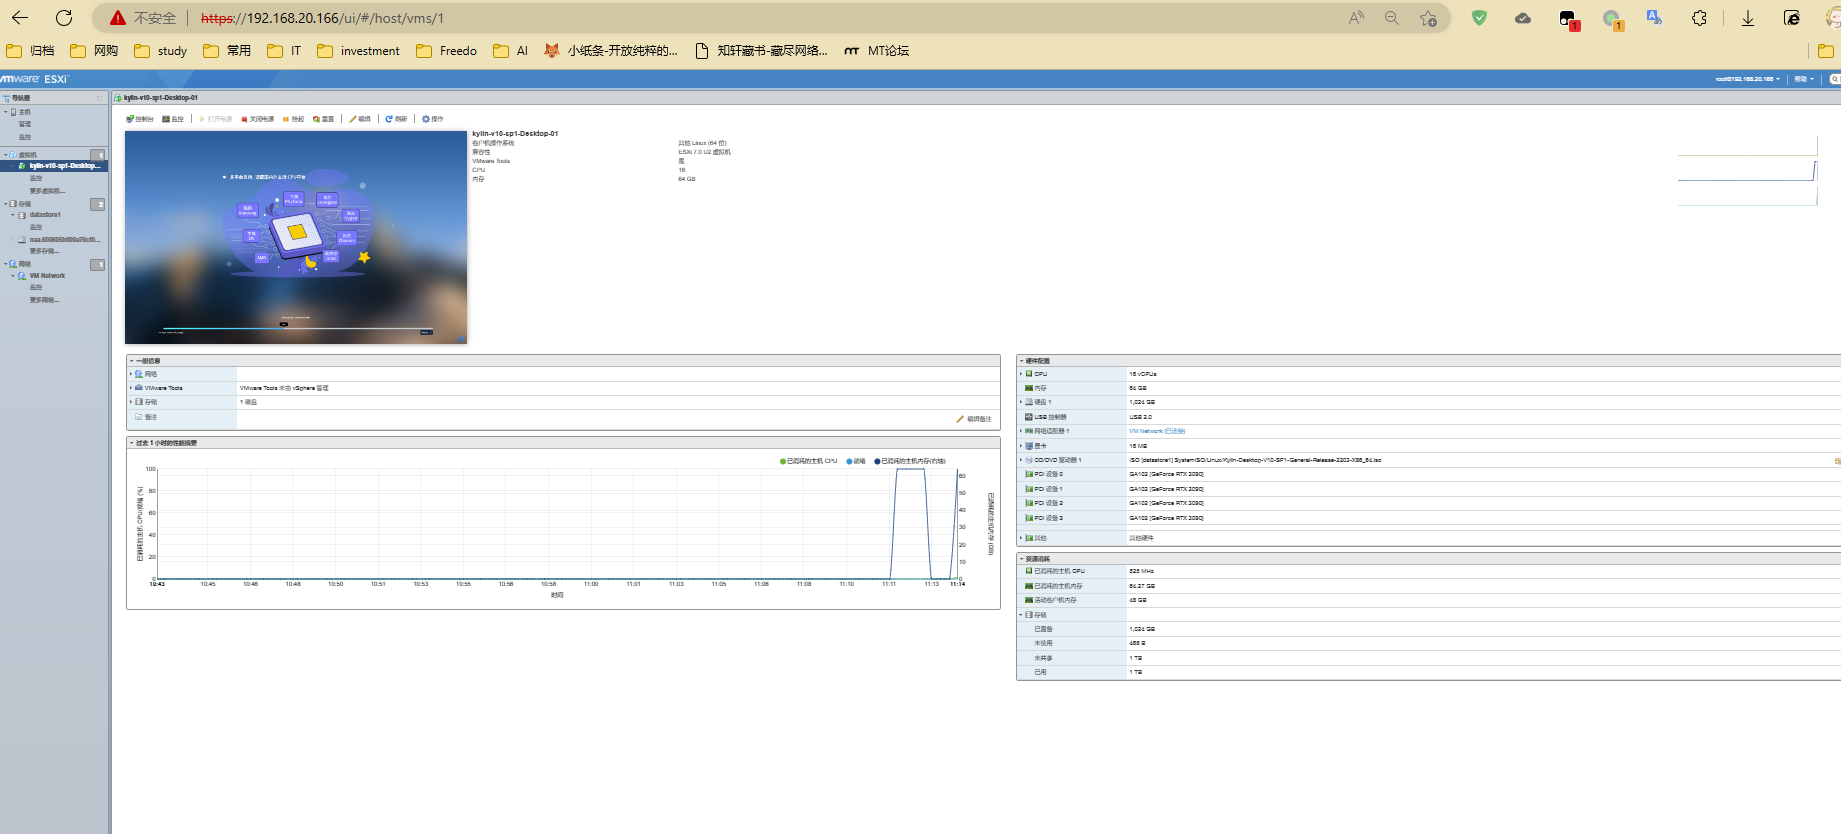 不安全 https://192.168.20.166/ui/#/host/vms/1
归档 网购 study 常用 IT investment Freedo AI 小纸条-开放纯粹的... 知轩藏书-藏尽网络... MT论坛
vmware ESXi
root@192.168.20.166 帮助
导航器
主机
管理
监控
虚拟机 1
kylin-v10-sp1-Desktop...
监控
更多虚拟机...
存储 2
datastore1
监控
naa.600605b009a76cf0...
更多存储...
网络 1
VM Network
监控
更多网络...
kylin-v10-sp1-Desktop-01
控制台 监控 打开电源 关闭电源 挂起 重置 编辑 刷新 操作
kylin-v10-sp1-Desktop-01
客户机操作系统 其他 Linux (64 位)
兼容性 ESXi 7.0 U2 虚拟机
VMware Tools 是
CPU 16
内存 64 GB
一般信息
网络
VMware Tools VMware Tools 未由 vSphere 管理
存储 1 磁盘
备注
编辑备注
过去 1 小时的性能摘要
已消耗的主机 CPU 就绪 已消耗的主机内存(右轴)
已消耗的主机 CPU/就绪 (%)
100
80
60
40
20
0
60
50
40
30
20
10
0
已消耗的主机内存 (GB)
10:43 10:45 10:46 10:48 10:50 10:51 10:53 10:55 10:56 10:58 11:00 11:01 11:03 11:05 11:06 11:08 11:10 11:11 11:13 11:14
时间
硬件配置
CPU 16 vCPUs
内存 64 GB
硬盘 1 1,024 GB
USB 控制器 USB 2.0
网络适配器 1 VM Network (已连接)
显卡 16 MB
CD/DVD 驱动器 1 ISO [datastore1] SystemISO/Linux/Kylin-Desktop-V10-SP1-General-Release-2203-X86_64.iso
PCI 设备 0 GA102 [GeForce RTX 3090]
PCI 设备 1 GA102 [GeForce RTX 3090]
PCI 设备 2 GA102 [GeForce RTX 3090]
PCI 设备 3 GA102 [GeForce RTX 3090]
其他 其他硬件
资源消耗
已消耗的主机 CPU 525 MHz
已消耗的主机内存 64.27 GB
活动客户机内存 48 GB
存储
已置备 1,024 GB
未使用 468 B
未共享 1 TB
已用 1 TB